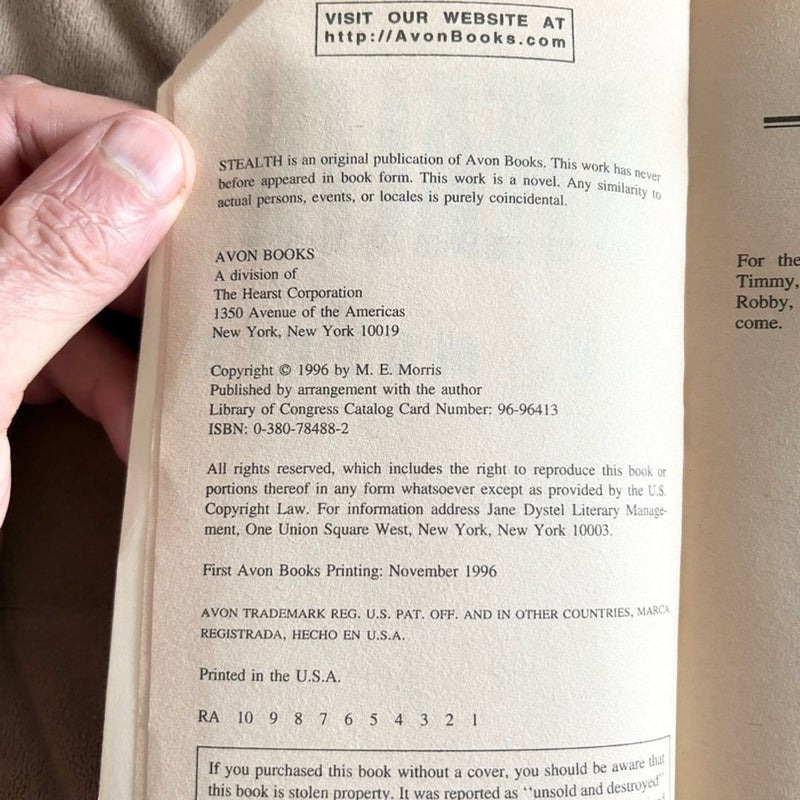 VISIT OUR WEBSITE AT
http://AvonBooks.com
STEALTH is an original publication of Avon Books. This work has never
before appeared in book form. This work is a novel. Any similarity to
actual persons, events, or locales is purely coincidental.
AVON BOOKS
A division of
The Hearst Corporation
1350 Avenue of the Americas
New York, New York 10019
Copyright © 1996 by M. E. Morris
Published by arrangement with the author
Library of Congress Catalog Card Number: 96-96413
ISBN: 0-380-78488-2
All rights reserved, which includes the right to reproduce this book or
portions thereof in any form whatsoever except as provided by the U.S.
Copyright Law. For information address Jane Dystel Literary Manage-
ment, One Union Square West, New York, New York 10003.
First Avon Books Printing: November 1996
AVON TRADEMARK REG. U.S. PAT. OFF. AND IN OTHER COUNTRIES, MARCA
REGISTRADA, HECHO EN U.S.A.
Printed in the U.S.A.
RA 10 9 8 7 6 5 4 3 2 1
If you purchased this book without a cover, you should be aware that
this book is stolen property. It was reported as "unsold and destroyed"
For the
Timmy,
Robby,
come.